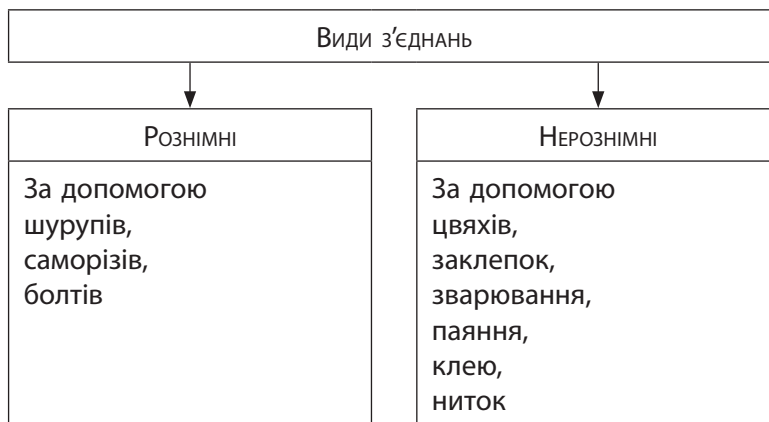 Види з’єднань
Рознімні
За допомогою
шурупів,
саморізів,
болтів
Нерознімні
За допомогою
цвяхів,
заклепок,
зварювання,
паяння,
клею,
ниток